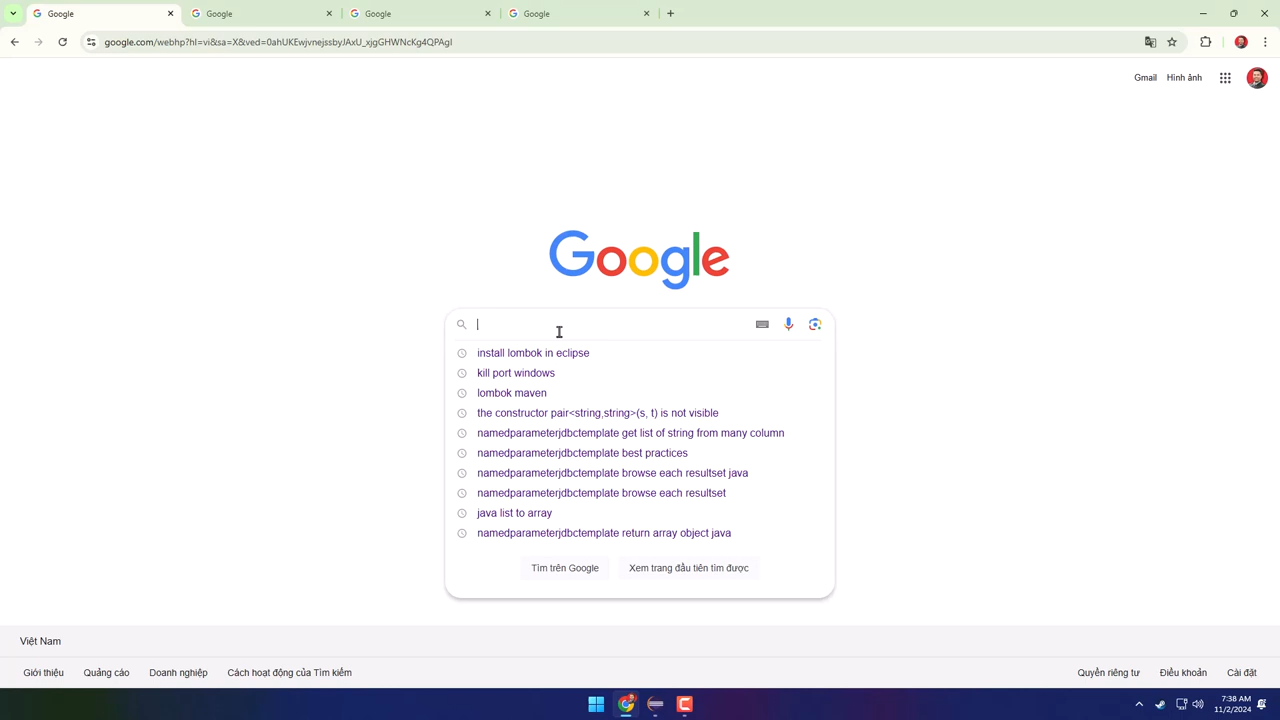 Google
Google
Google
Google
google.com/webhp?hl=vi&sa=X&ved=0ahUKEwjvnejssbyJAxU_xjgGHWNcKg4QPAgI
Gmail Hình ảnh
Google
install lombok in eclipse
kill port windows
lombok maven
the constructor pair<string,string>(s, t) is not visible
namedparameterjdbctemplate get list of string from many column
namedparameterjdbctemplate best practices
namedparameterjdbctemplate browse each resultset java
namedparameterjdbctemplate browse each resultset
java list to array
namedparameterjdbctemplate return array object java
Tìm trên Google Xem trang đầu tiên tìm được
Việt Nam
Giới thiệu Quảng cáo Doanh nghiệp Cách hoạt động của Tìm kiếm Quyền riêng tư Điều khoản Cài đặt
7:38 AM
11/2/2024